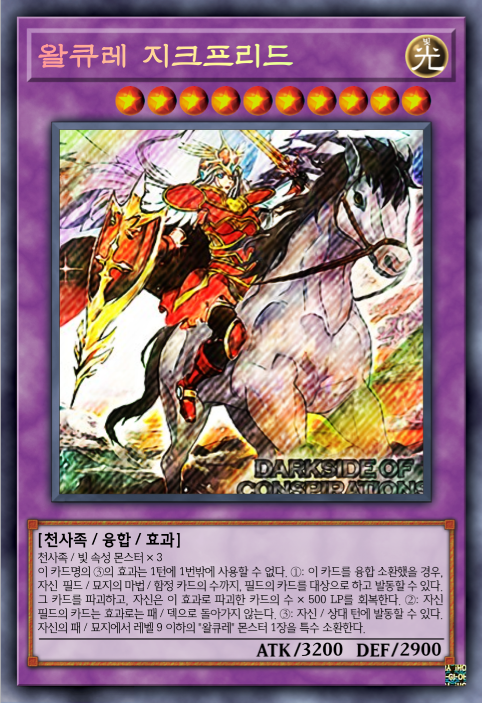 왈큐레 지크프리드
빛
光
DARKSIDE OF
CONSPIRATIONS
[천사족 / 융합 / 효과]
천사족 / 빛 속성 몬스터 × 3
이 카드명의 ③의 효과는 1턴에 1번밖에 사용할 수 없다. ①: 이 카드를 융합 소환했을 경우,
자신 필드 / 묘지의 마법 / 함정 카드의 수까지, 필드의 카드를 대상으로 하고 발동할 수 있다.
그 카드를 파괴하고, 자신은 이 효과로 파괴한 카드의 수 × 500 LP를 회복한다. ②: 자신
필드의 카드는 효과로는 패 / 덱으로 돌아가지 않는다. ③: 자신 / 상대 턴에 발동할 수 있다.
자신의 패 / 묘지에서 레벨 9 이하의 "왈큐레" 몬스터 1장을 특수 소환한다.
ATK/3200 DEF/2900